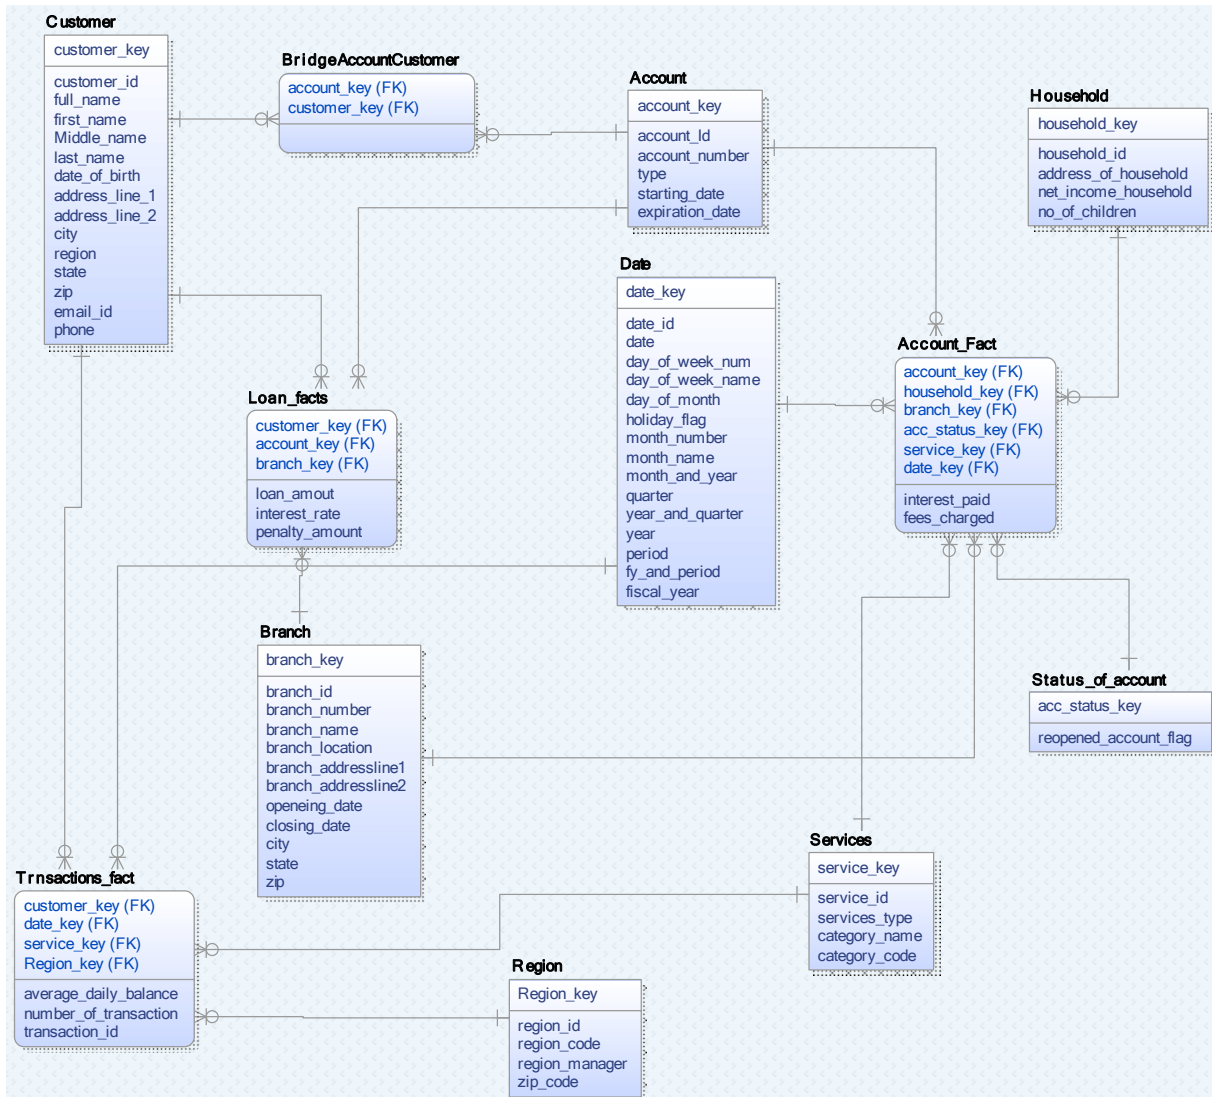 Customer
customer_key
customer_id
full_name
first_name
Middle_name
last_name
date_of_birth
address_line_1
address_line_2
city
region
state
zip
email_id
phone
BridgeAccountCustomer
account_key (FK)
customer_key (FK)
Account
account_key
account_Id
account_number
type
starting_date
expiration_date
Household
household_key
household_id
address_of_household
net_income_household
no_of_children
Date
date_key
date_id
date
day_of_week_num
day_of_week_name
day_of_month
holiday_flag
month_number
month_name
month_and_year
quarter
year_and_quarter
year
period
fy_and_period
fiscal_year
Account_Fact
account_key (FK)
household_key (FK)
branch_key (FK)
acc_status_key (FK)
service_key (FK)
date_key (FK)
interest_paid
fees_charged
Loan_facts
customer_key (FK)
account_key (FK)
branch_key (FK)
loan_amout
interest_rate
penalty_amount
Branch
branch_key
branch_id
branch_number
branch_name
branch_location
branch_addressline1
branch_addressline2
openeing_date
closing_date
city
state
zip
Status_of_account
acc_status_key
reopened_account_flag
Services
service_key
service_id
services_type
category_name
category_code
Trnsactions_fact
customer_key (FK)
date_key (FK)
service_key (FK)
Region_key (FK)
average_daily_balance
number_of_transaction
transaction_id
Region
Region_key
region_id
region_code
region_manager
zip_code